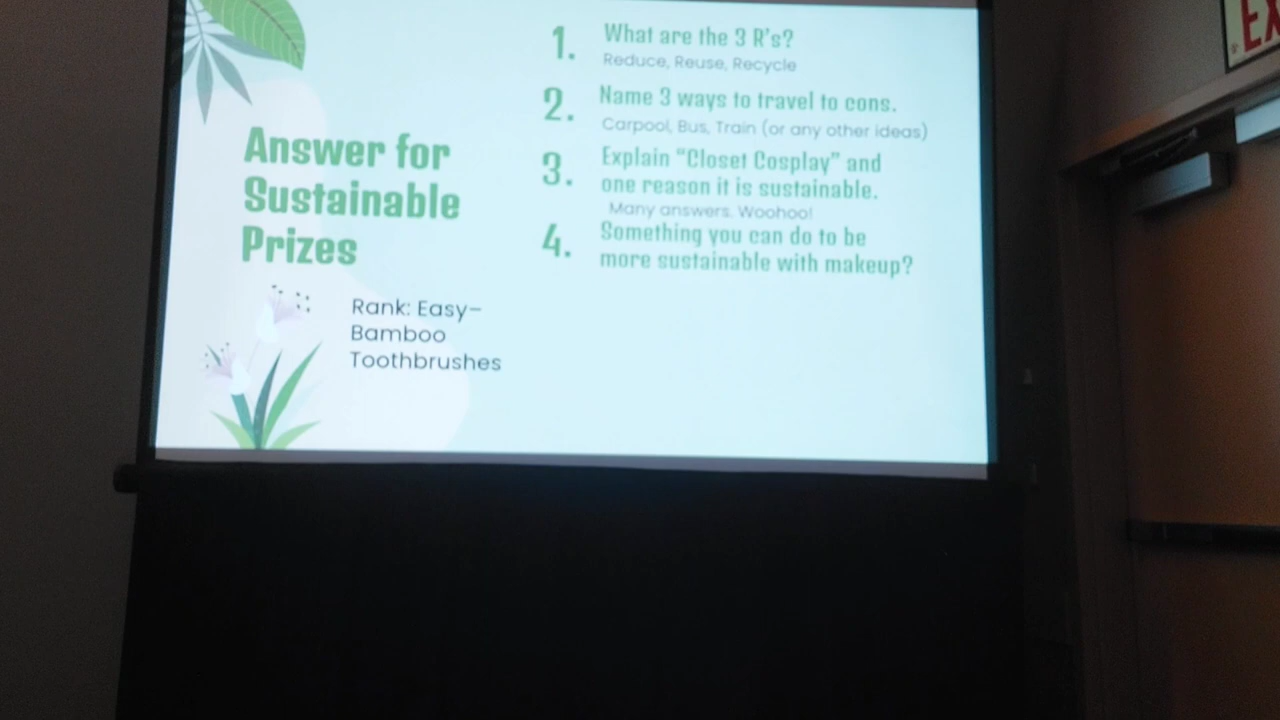 Answer for
Sustainable
Prizes
Rank: Easy–
Bamboo
Toothbrushes
1. What are the 3 R's?
Reduce, Reuse, Recycle
2. Name 3 ways to travel to cons.
Carpool, Bus, Train (or any other ideas)
3. Explain “Closet Cosplay” and
one reason it is sustainable.
Many answers. Woohoo!
4. Something you can do to be
more sustainable with makeup?
EX